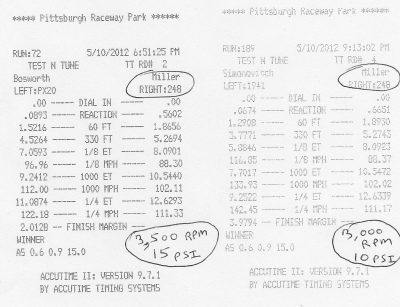 ***** Pittsburgh Raceway Park ******
RUN:72 5/10/2012 6:51:25 PM
TEST N TUNE TT RD# 2
Bosworth Miller
LEFT:PX20 RIGHT:248
.00 ----- DIAL IN ----- .00
.0893 ----- REACTION ----- .5602
1.5216 ----- 60 FT ----- 1.8656
4.5264 ----- 330 FT ----- 5.2694
7.0593 ----- 1/8 ET ----- 8.0901
96.96 ----- 1/8 MPH ----- 88.30
9.2412 ----- 1000 ET ----- 10.5440
112.00 ----- 1000 MPH ----- 102.11
11.0874 ----- 1/4 ET ----- 12.6293
122.18 ----- 1/4 MPH ----- 111.33
2.0128 -- FINISH MARGIN --
WINNER
A5 0.6 0.9 15.0
3,500 RPM
15 PSI
ACCUTIME II: VERSION 9.7.1
BY ACCUTIME TIMING SYSTEMS
***** Pittsburgh Raceway Park ******
RUN:189 5/10/2012 9:13:02 PM
TEST N TUNE TT RD# 4
Simonovitch Miller
LEFT:1941 RIGHT:248
.00 ----- DIAL IN ----- .00
.0674 ----- REACTION ----- .6651
1.2908 ----- 60 FT ----- 1.8930
3.7771 ----- 330 FT ----- 5.2743
5.8846 ----- 1/8 ET ----- 8.0923
116.85 ----- 1/8 MPH ----- 88.37
7.7017 ----- 1000 ET ----- 10.5472
133.93 ----- 1000 MPH ----- 102.02
9.2522 ----- 1/4 ET ----- 12.6339
142.45 ----- 1/4 MPH ----- 111.17
3.9794 -- FINISH MARGIN --
WINNER
A5 0.6 0.9 15.0
3,000
RPM
10 PSI
ACCUTIME II: VERSION 9.7.1
BY ACCUTIME TIMING SYSTEMS